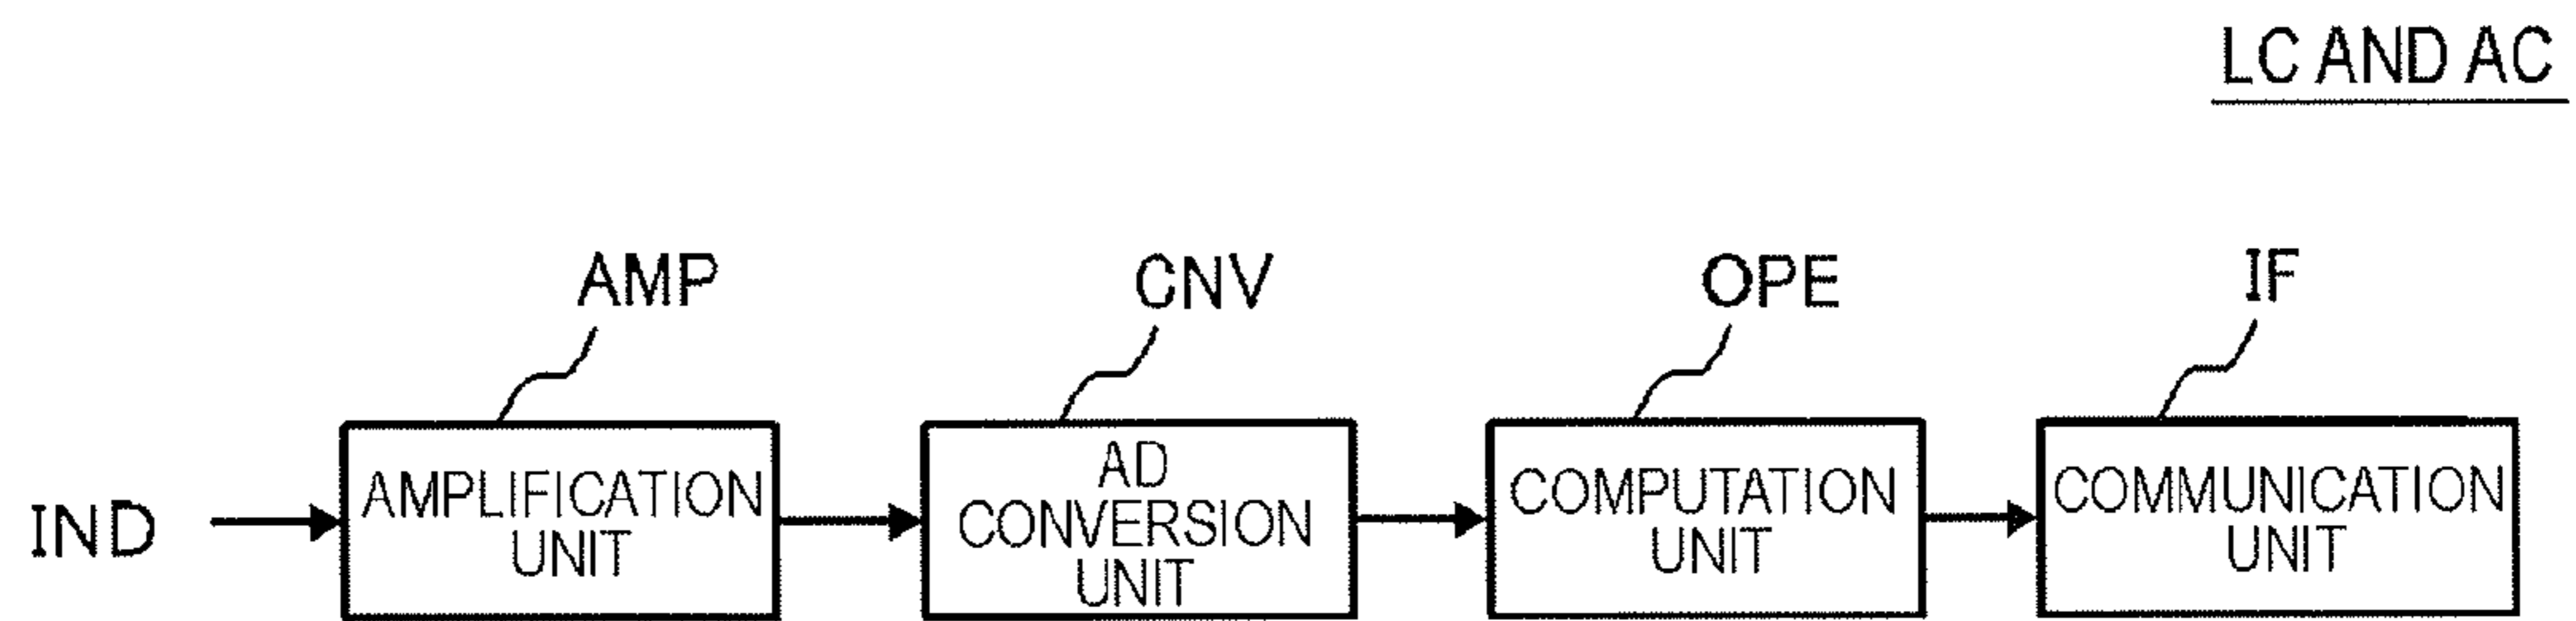 LC AND AC
AMP
CNV
OPE
IF
IND
AMPLIFICATION
UNIT
AD
CONVERSION
UNIT
COMPUTATION
UNIT
COMMUNICATION
UNIT